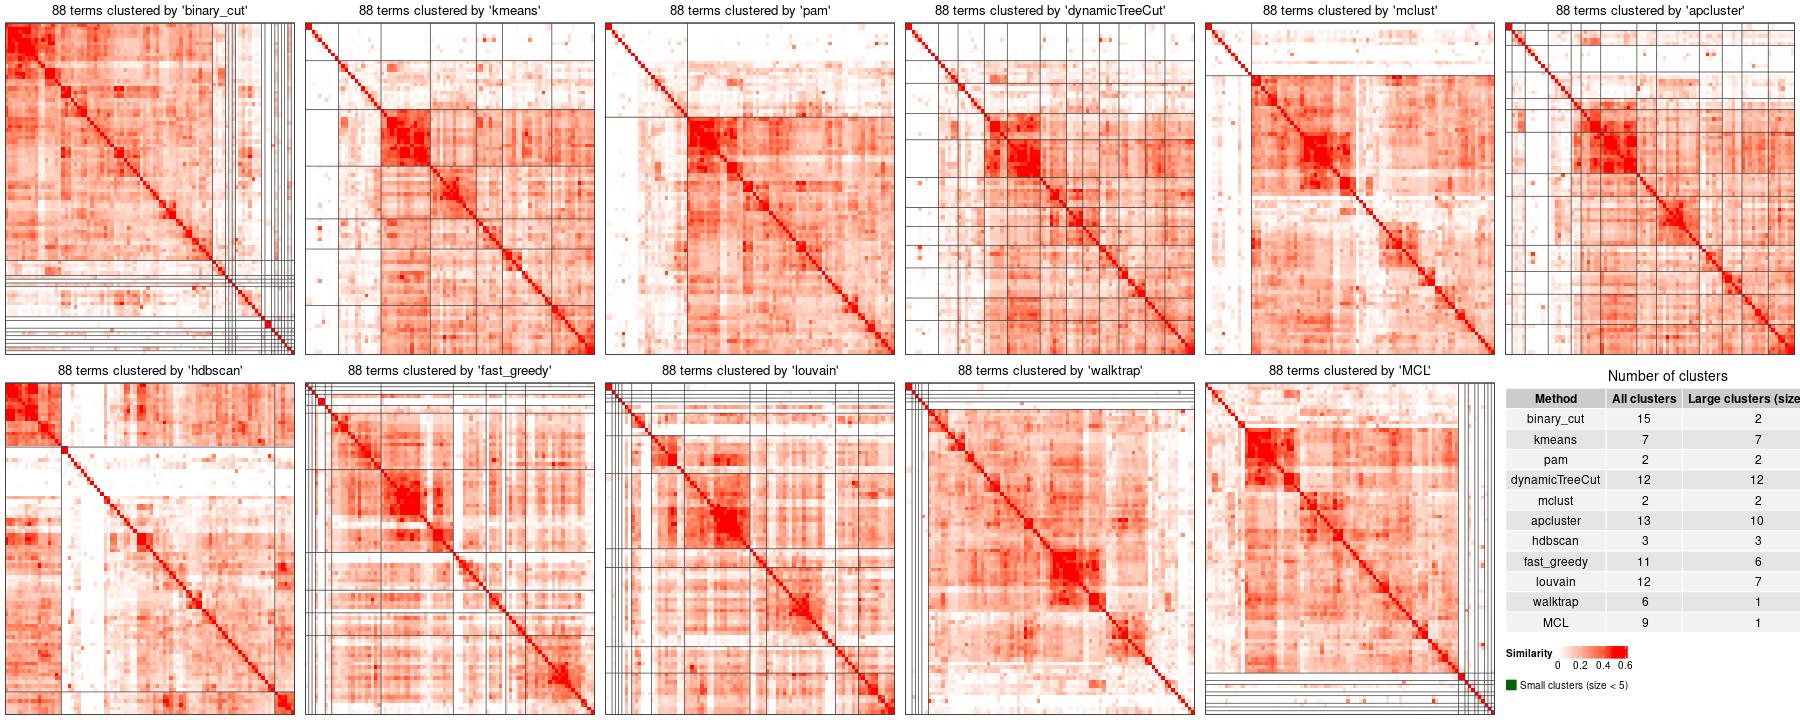 88 terms clustered by 'binary_cut'
88 terms clustered by 'kmeans'
88 terms clustered by 'pam'
88 terms clustered by 'dynamicTreeCut'
88 terms clustered by 'mclust'
88 terms clustered by 'apcluster'
88 terms clustered by 'hdbscan'
88 terms clustered by 'fast_greedy'
88 terms clustered by 'louvain'
88 terms clustered by 'walktrap'
88 terms clustered by 'MCL'
Number of clusters
Method All clusters Large clusters (size
binary_cut 15 2
kmeans 7 7
pam 2 2
dynamicTreeCut 12 12
mclust 2 2
apcluster 13 10
hdbscan 3 3
fast_greedy 11 6
louvain 12 7
walktrap 6 1
MCL 9 1
Similarity
0 0.2 0.4 0.6
Small clusters (size < 5)